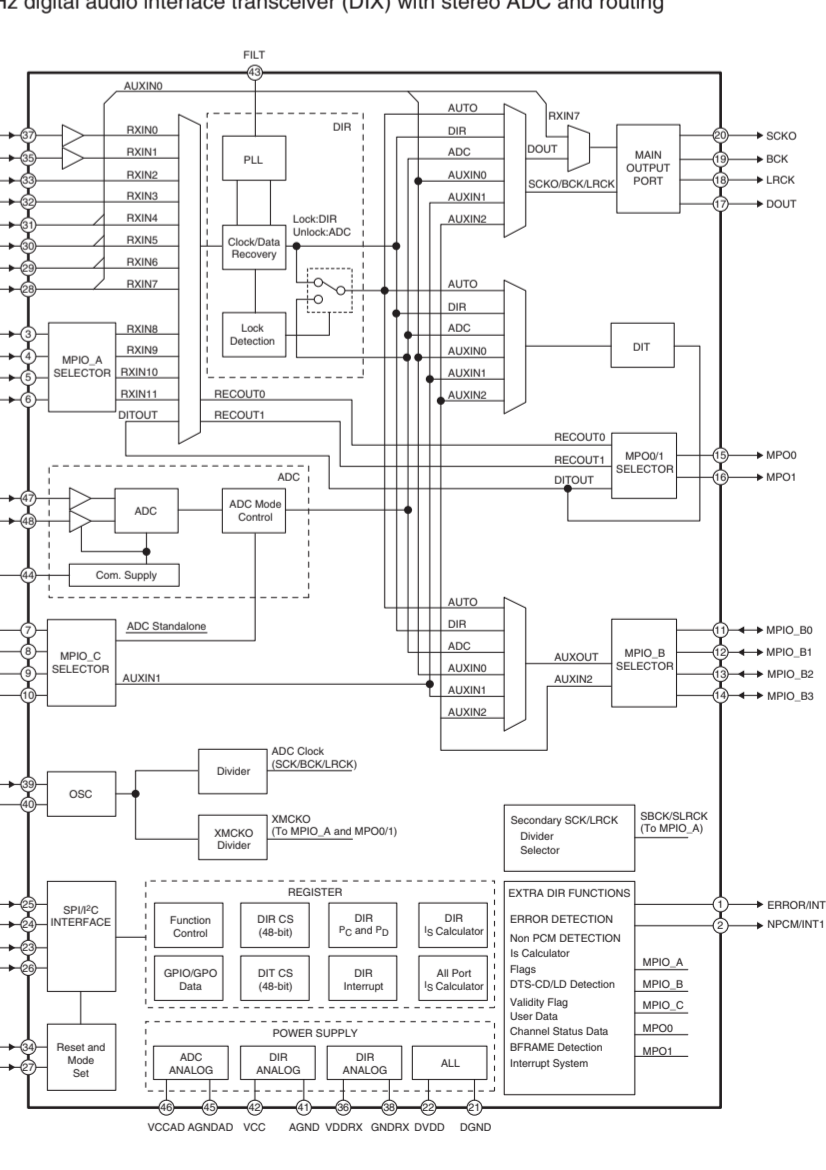 Hz digital audio interface transceiver (DIX) with stereo ADC and routing
FILT
43
AUXIN0
37
35
33
32
31
30
29
28
RXIN0
RXIN1
RXIN2
RXIN3
RXIN4
RXIN5
RXIN6
RXIN7
DIR
PLL
Clock/Data
Recovery
Lock:DIR
Unlock:ADC
Lock
Detection
AUTO
DIR
ADC
AUXIN0
AUXIN1
AUXIN2
RXIN7
DOUT
SCKO/BCK/LRCK
MAIN
OUTPUT
PORT
20 SCKO
19 BCK
18 LRCK
17 DOUT
3
4
5
6
MPIO_A
SELECTOR
RXIN8
RXIN9
RXIN10
RXIN11
DITOUT
RECOUT0
RECOUT1
AUTO
DIR
ADC
AUXIN0
AUXIN1
AUXIN2
DIT
RECOUT0
RECOUT1
DITOUT
MPO0/1
SELECTOR
15 MPO0
16 MPO1
47
48
44
ADC
ADC
ADC Mode
Control
Com. Supply
7
8
9
10
MPIO_C
SELECTOR
ADC Standalone
AUXIN1
AUTO
DIR
ADC
AUXIN0
AUXIN1
AUXIN2
AUXOUT
AUXIN2
MPIO_B
SELECTOR
11 MPIO_B0
12 MPIO_B1
13 MPIO_B2
14 MPIO_B3
39
40
OSC
Divider
ADC Clock
(SCK/BCK/LRCK)
XMCKO
Divider
XMCKO
(To MPIO_A and MPO0/1)
Secondary SCK/LRCK
Divider
Selector
SBCK/SLRCK
(To MPIO_A)
25
24
23
26
SPI/I²C
INTERFACE
34
27
Reset and
Mode
Set
REGISTER
Function
Control
DIR CS
(48-bit)
DIR
PC and PD
DIR
IS Calculator
GPIO/GPO
Data
DIT CS
(48-bit)
DIR
Interrupt
All Port
IS Calculator
EXTRA DIR FUNCTIONS
ERROR DETECTION
Non PCM DETECTION
Is Calculator
Flags
DTS-CD/LD Detection
Validity Flag
User Data
Channel Status Data
BFRAME Detection
Interrupt System
1 ERROR/INT
2 NPCM/INT1
MPIO_A
MPIO_B
MPIO_C
MPO0
MPO1
POWER SUPPLY
ADC
ANALOG
DIR
ANALOG
DIR
ANALOG
ALL
46 45 42 41 36 38 22 21
VCCAD AGNDAD VCC AGND VDDRX GNDRX DVDD DGND